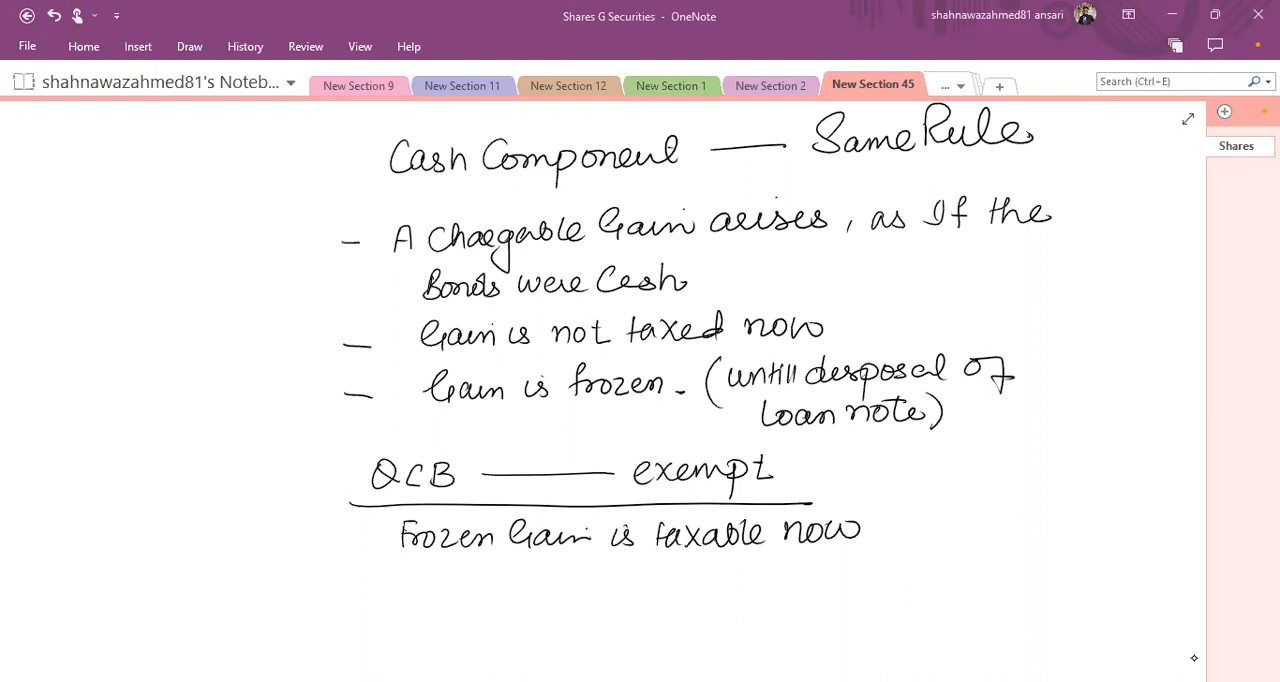 Shares G Securities - OneNote
shahnawazahmed81 ansari
File Home Insert Draw History Review View Help
shahnawazahmed81's Noteb... New Section 9 New Section 11 New Section 12 New Section 1 New Section 2 New Section 45 ... + Search (Ctrl+E)
Shares
Cash Component — Same Rule
- A Chargable Gain arises, as If the
Bonds were Cash
- Gain is not taxed now
- Gain is frozen. (untill desposal of
loan note)
QCB — exempt
Frozen Gain is taxable now